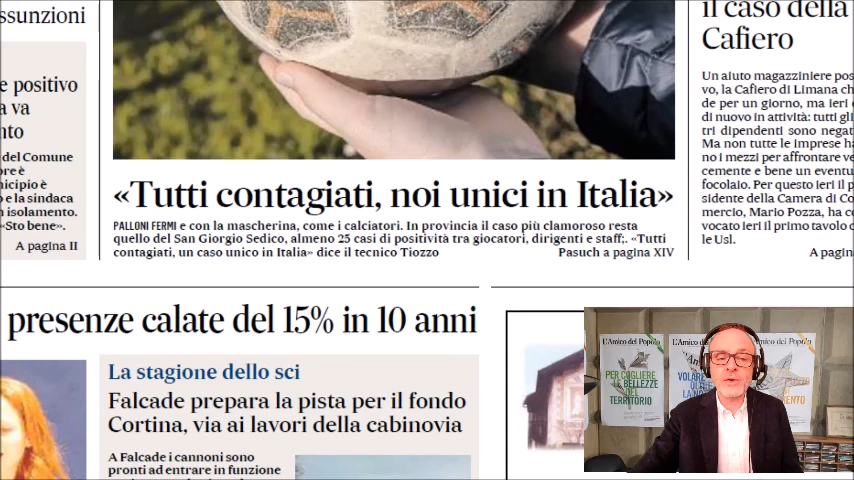 ssunzioni
e positivo
a va
nto
del Comune
ore è
nicipio è
o e la sindaca
n isolamento.
«Sto bene».
A pagina II
«Tutti contagiati, noi unici in Italia»
PALLONI FERMI e con la mascherina, come i calciatori. In provincia il caso più clamoroso resta
quello del San Giorgio Sedico, almeno 25 casi di positività tra giocatori, dirigenti e staff;. «Tutti
contagiati, un caso unico in Italia» dice il tecnico Tiozzo
Pasuch a pagina XIV
il caso della
Cafiero
Un aiuto magazziniere pos
vo, la Cafiero di Limana ch
de per un giorno, ma ieri e
di nuovo in attività: tutti gli
tri dipendenti sono negat
Ma non tutte le imprese ha
no i mezzi per affrontare ve
cemente e bene un eventu
focolaio. Per questo ieri il p
sidente della Camera di Co
mercio, Mario Pozza, ha co
vocato ieri il primo tavolo c
le Usl.
A pagin
presenze calate del 15% in 10 anni
La stagione dello sci
Falcade prepara la pista per il fondo
Cortina, via ai lavori della cabinovia
A Falcade i cannoni sono
pronti ad entrare in funzione
L'Amico del Popolo
PER COGLIERE
LE BELLEZZE
DEL
TERRITORIO